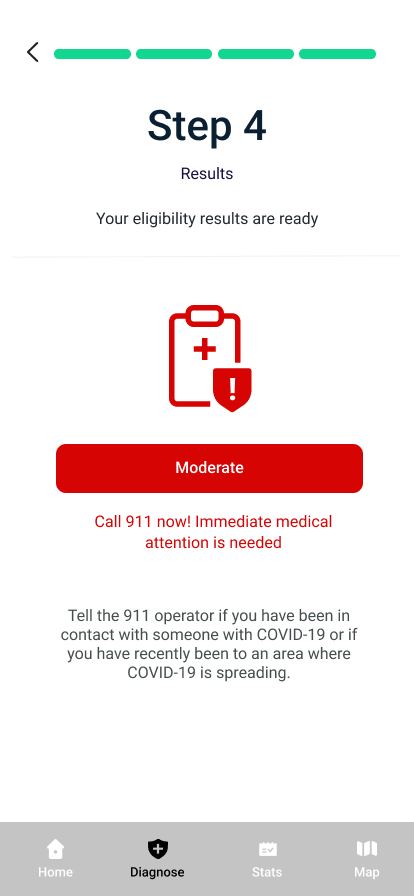 Step 4
Results
Your eligibility results are ready
Moderate
Call 911 now! Immediate medical
attention is needed
Tell the 911 operator if you have been in
contact with someone with COVID-19 or if
you have recently been to an area where
COVID-19 is spreading.
Home
Diagnose
Stats
Map